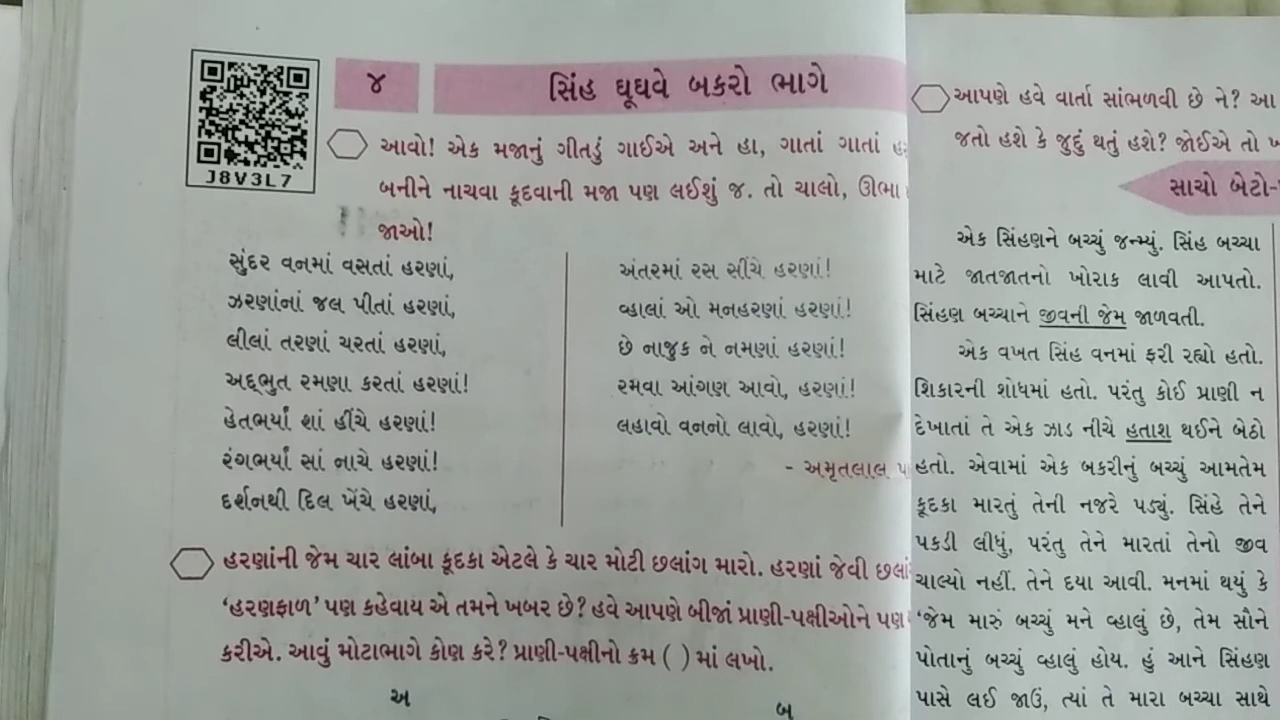 J8V3L7
૪
સિંહ ઘૂઘવે બકરો ભાગે
આવો! એક મજાનું ગીતડું ગાઈએ અને હા, ગાતાં ગાતાં
બનીને નાચવા કૂદવાની મજા પણ લઈશું જ. તો ચાલો, ઊભા
જાઓ!
સુંદર વનમાં વસતાં હરણાં,
ઝરણાંનાં જલ પીતાં હરણાં,
લીલાં તરણાં ચરતાં હરણાં,
અદ્ભુત રમણા કરતાં હરણાં!
હેતભર્યાં શાં હીંચે હરણાં!
રંગભર્યાં સાં નાચે હરણાં!
દર્શનથી દિલ ખેંચે હરણાં,
અંતરમાં રસ સીંચે હરણાં!
વ્હાલાં ઓ મનહરણાં હરણાં!
છે નાજુક ને નમણાં હરણાં!
રમવા આંગણ આવો, હરણાં!
લહાવો વનનો લાવો, હરણાં!
- અમૃતલાલ
હરણાંની જેમ ચાર લાંબા કૂદકા એટલે કે ચાર મોટી છલાંગ મારો. હરણાં જેવી
‘હરણફાળ’ પણ કહેવાય એ તમને ખબર છે? હવે આપણે બીજાં પ્રાણી-પક્ષીઓને પણ
કરીએ. આવું મોટાભાગે કોણ કરે? પ્રાણી-પક્ષીનો ક્રમ ( ) માં લખો.
અ
બ
આપણે હવે વાર્તા સાંભળવી છે ને? આ
જતો હશે કે જુદું થતું હશે? જોઈએ તો
સાચો બેટો-
એક સિંહણને બચ્ચું જન્મ્યું. સિંહ બચ્ચા
માટે જાતજાતનો ખોરાક લાવી આપતો.
સિંહણ બચ્ચાને જીવની જેમ જાળવતી.
એક વખત સિંહ વનમાં ફરી રહ્યો હતો.
શિકારની શોધમાં હતો. પરંતુ કોઈ પ્રાણી ન
દેખાતાં તે એક ઝાડ નીચે હતાશ થઈને બેઠો
હતો. એવામાં એક બકરીનું બચ્ચું આમતેમ
કૂદકા મારતું તેની નજરે પડ્યું. સિંહે તેને
પકડી લીધું, પરંતુ તેને મારતાં તેનો જીવ
ચાલ્યો નહીં. તેને દયા આવી. મનમાં થયું કે
‘જેમ મારું બચ્ચું મને વ્હાલું છે, તેમ સૌને
પોતાનું બચ્ચું વ્હાલું હોય. હું આને સિંહણ
પાસે લઈ જાઉં, ત્યાં તે મારા બચ્ચા સાથે